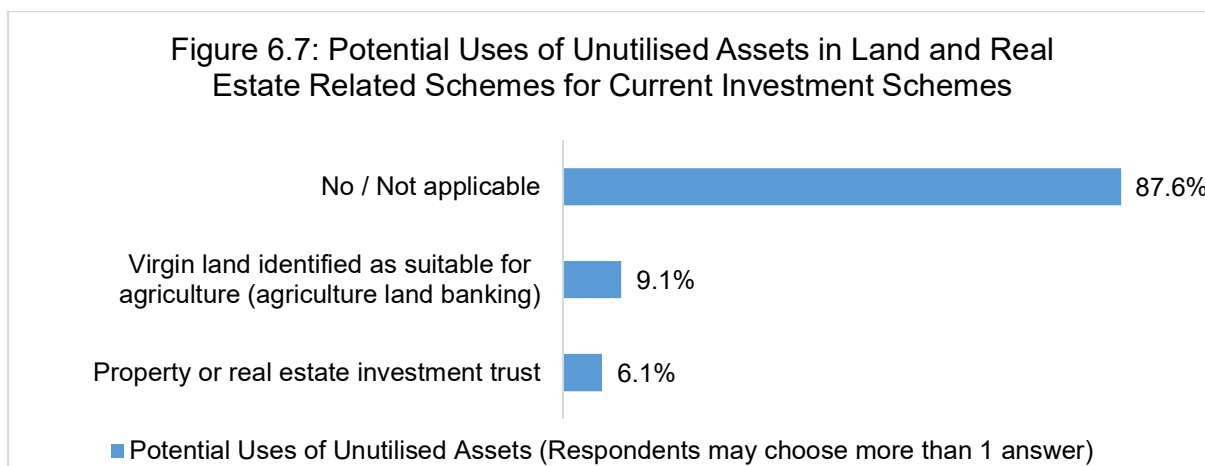 Figure 6.7: Potential Uses of Unutilised Assets in Land and Real
Estate Related Schemes for Current Investment Schemes
No / Not applicable
87.6%
Virgin land identified as suitable for
agriculture (agriculture land banking)
9.1%
Property or real estate investment trust
6.1%
Potential Uses of Unutilised Assets (Respondents may choose more than 1 answer)